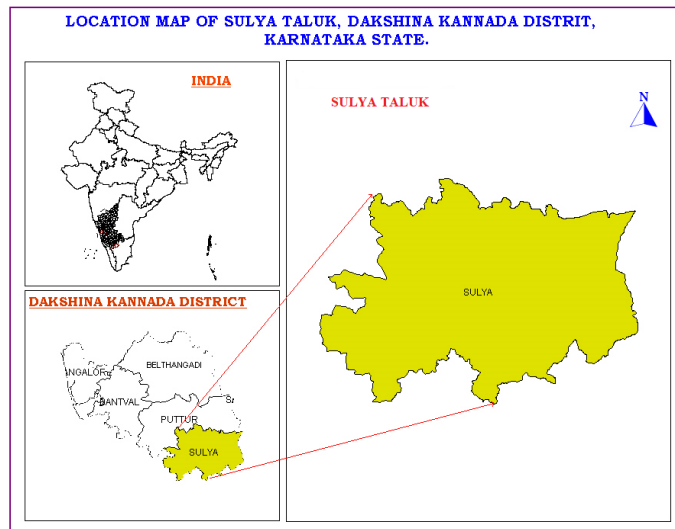 LOCATION MAP OF SULYA TALUK, DAKSHINA KANNADA DISTRIT,
KARNATAKA STATE.
INDIA
SULYA TALUK
N
SULYA
DAKSHINA KANNADA DISTRICT
BELTHANGADI
ANGALOR
BANTVAL
PUTTUR
SULYA